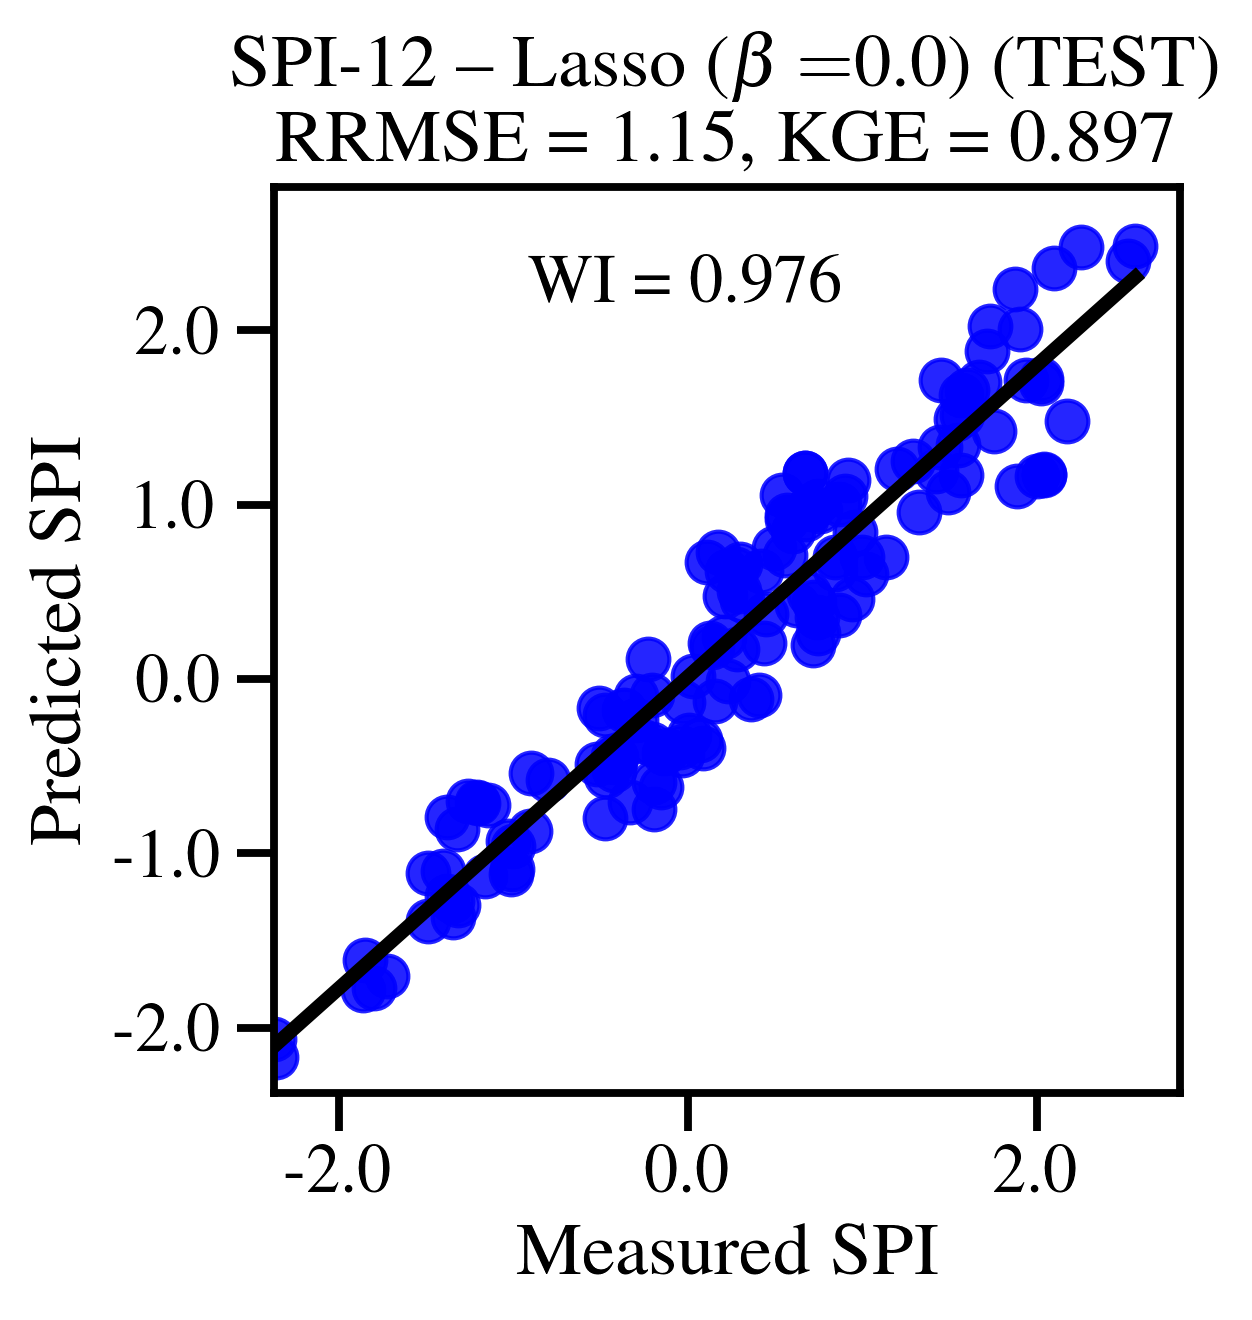 SPI-12 – Lasso (β =0.0) (TEST)
RRMSE = 1.15, KGE = 0.897
WI = 0.976
2.0
1.0
0.0
-1.0
-2.0
Predicted SPI
-2.0 0.0 2.0
Measured SPI